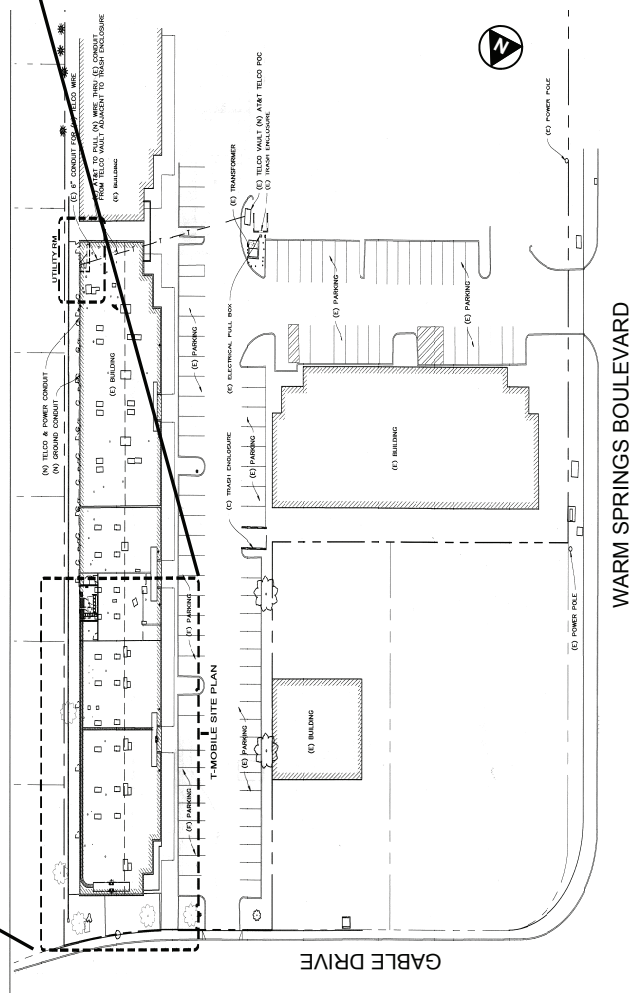 (E) 6" CONDUIT FOR TELCO WIRE
AT&T TO PULL (N) WIRE THRU (E) CONDUIT
FROM TELCO VAULT ADJACENT TO TRASH ENCLOSURE
(E) BUILDING
UTILITY RM
(N) TELCO & POWER CONDUIT
(N) GROUND CONDUIT
(E) BUILDING
(E) TRANSFORMER
(E) TELCO VAULT (N) AT&T TELCO POC
(E) TRASH ENCLOSURE
N
(E) POWER POLE
(E) PARKING
(E) ELECTRICAL PULL BOX
(E) PARKING
(E) PARKING
(E) PARKING
(E) TRASH ENCLOSURE
(E) BUILDING
(E) PARKING
T-MOBILE SITE PLAN
(E) PARKING
(E) PARKING
(E) BUILDING
(E) POWER POLE
WARM SPRINGS BOULEVARD
GABLE DRIVE
T
T
T
T